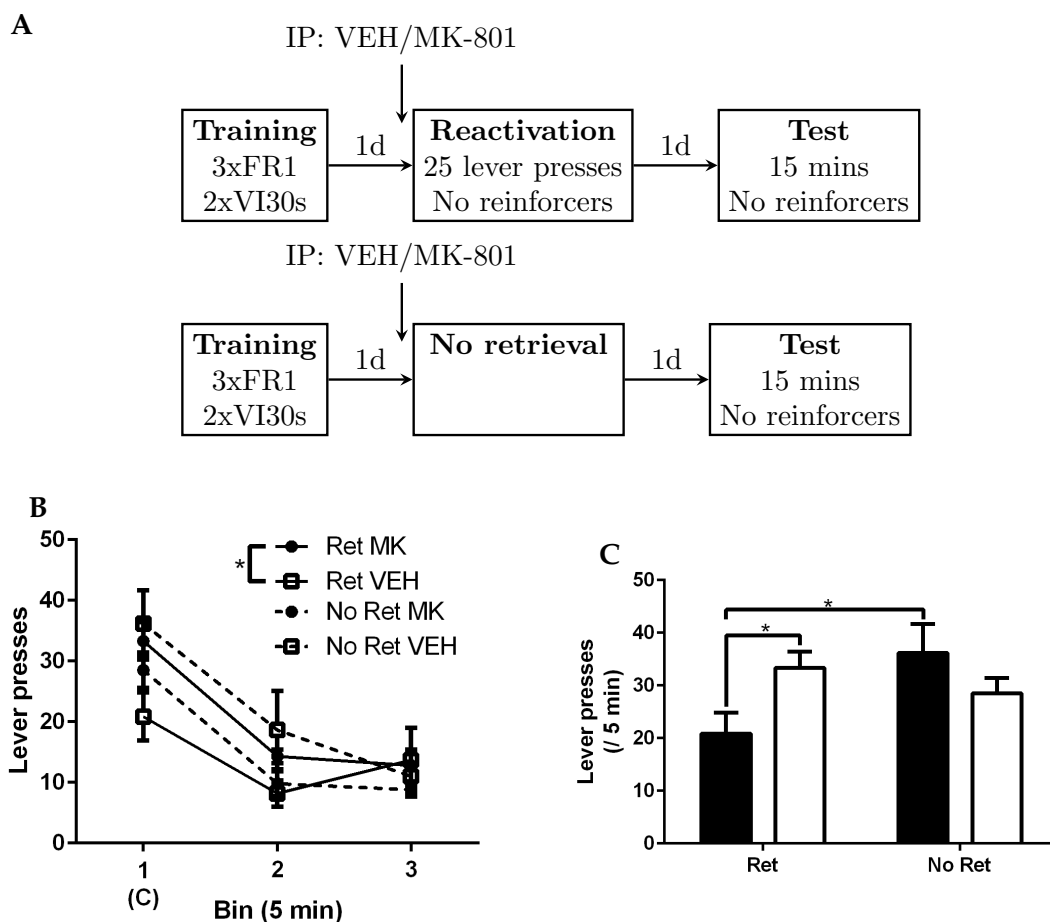 A
IP: VEH/MK-801
Training
3xFR1
2xVI30s
1d
Reactivation
25 lever presses
No reinforcers
1d
Test
15 mins
No reinforcers
IP: VEH/MK-801
Training
3xFR1
2xVI30s
1d
No retrieval
1d
Test
15 mins
No reinforcers
B
Lever presses
50
40
30
20
10
0
1
2
3
(C)
Bin (5 min)
*
Ret MK
Ret VEH
No Ret MK
No Ret VEH
C
Lever presses
(/ 5 min)
50
40
30
20
10
0
*
*
Ret
No Ret